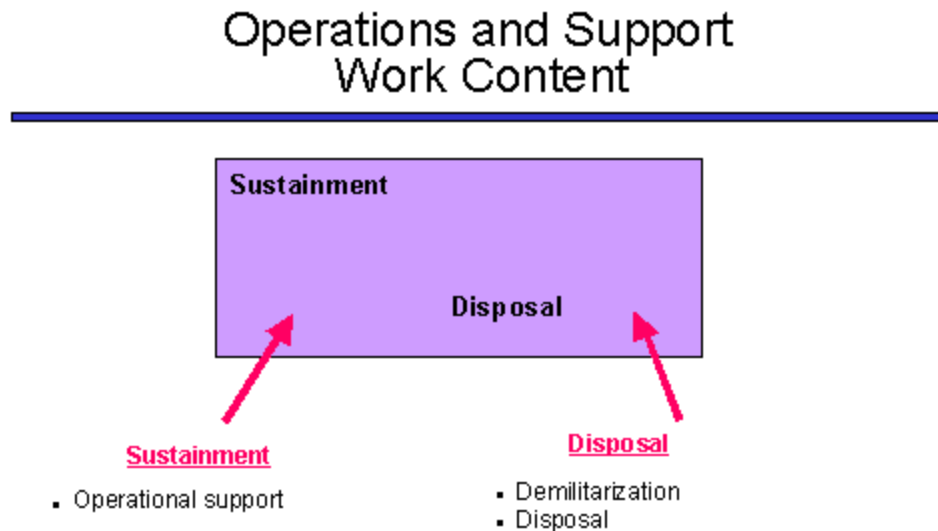 Operations and Support
Work Content
Sustainment
Disposal
Sustainment
▪ Operational support
Disposal
▪ Demilitarization
▪ Disposal